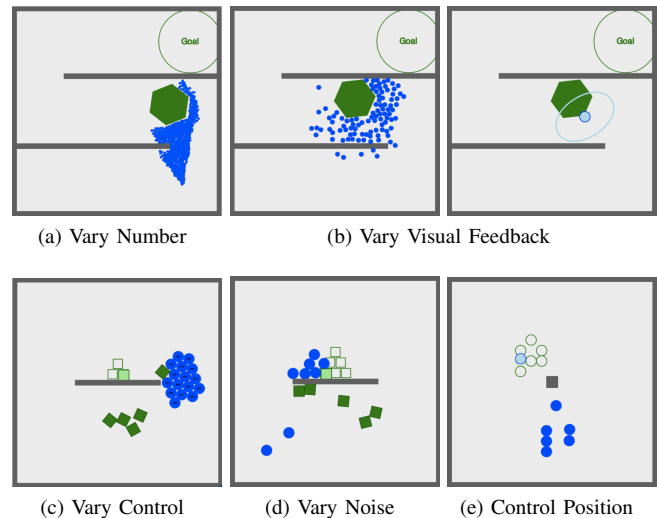 Goal
Goal
Goal
(a) Vary Number
(b) Vary Visual Feedback
(c) Vary Control
(d) Vary Noise
(e) Control Position